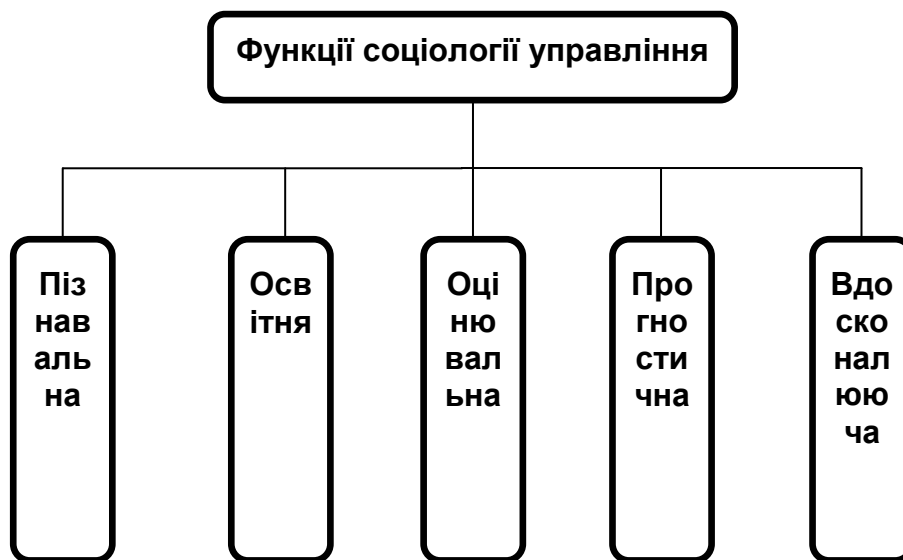 Функції соціології управління
Піз
нав
аль
на
Осв
ітня
Оці
ню
вал
ьна
Про
гно
сти
чна
Вдо
ско
нал
юю
ча